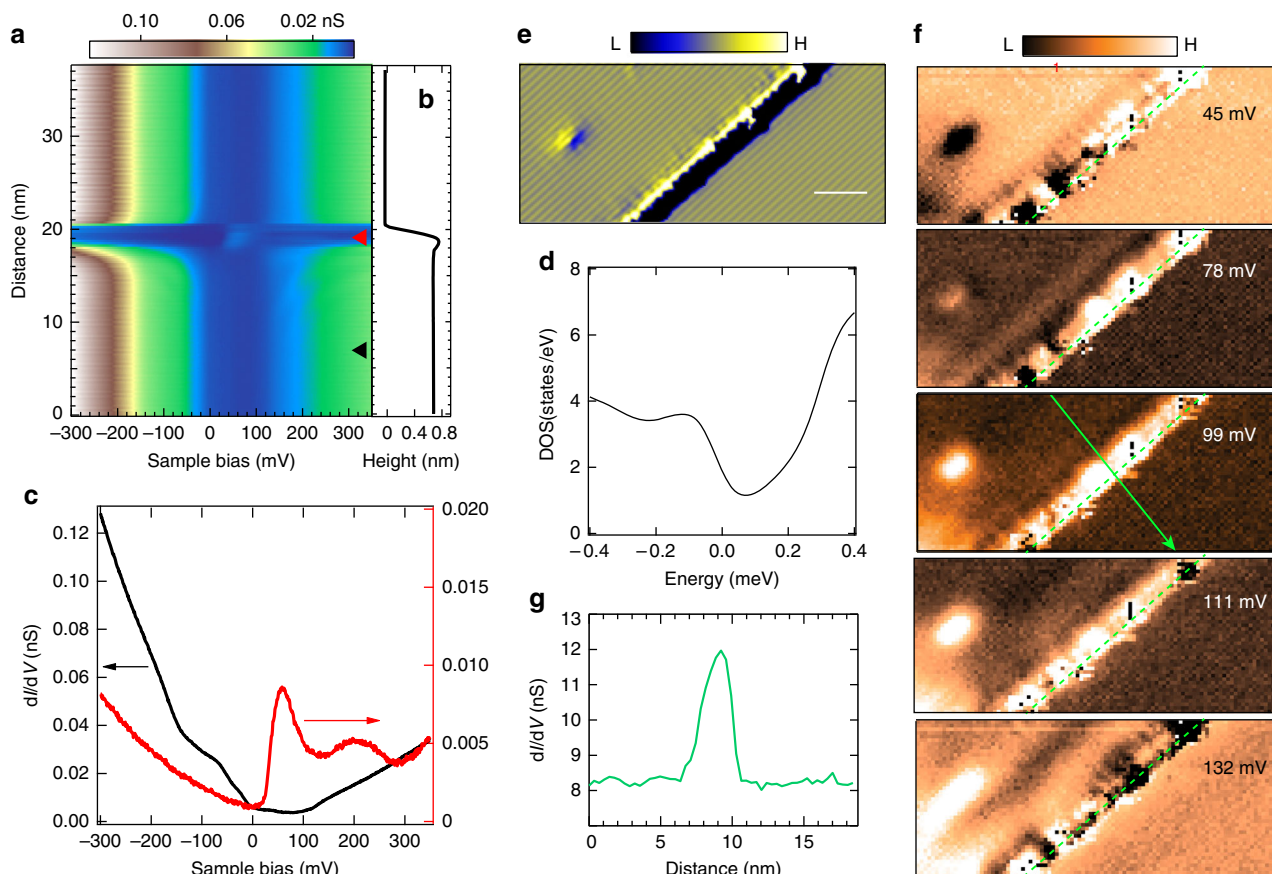 a
0.10 0.06 0.02 nS
b
Distance (nm)
30
20
10
0
−300 −200 −100 0 100 200 300
Sample bias (mV)
0 0.4 0.8
Height (nm)
c
dI/dV (nS)
0.12
0.10
0.08
0.06
0.04
0.02
0.00
0.020
0.015
0.010
0.005
0
−300 −200 −100 0 100 200 300
Sample bias (mV)
e
L H
d
DOS(states/eV)
8
6
4
2
0
−0.4 −0.2 0.0 0.2 0.4
Energy (meV)
g
dI/dV (nS)
13
12
11
10
9
8
7
0 5 10 15
Distance (nm)
f
L H
1
45 mV
78 mV
99 mV
111 mV
132 mV